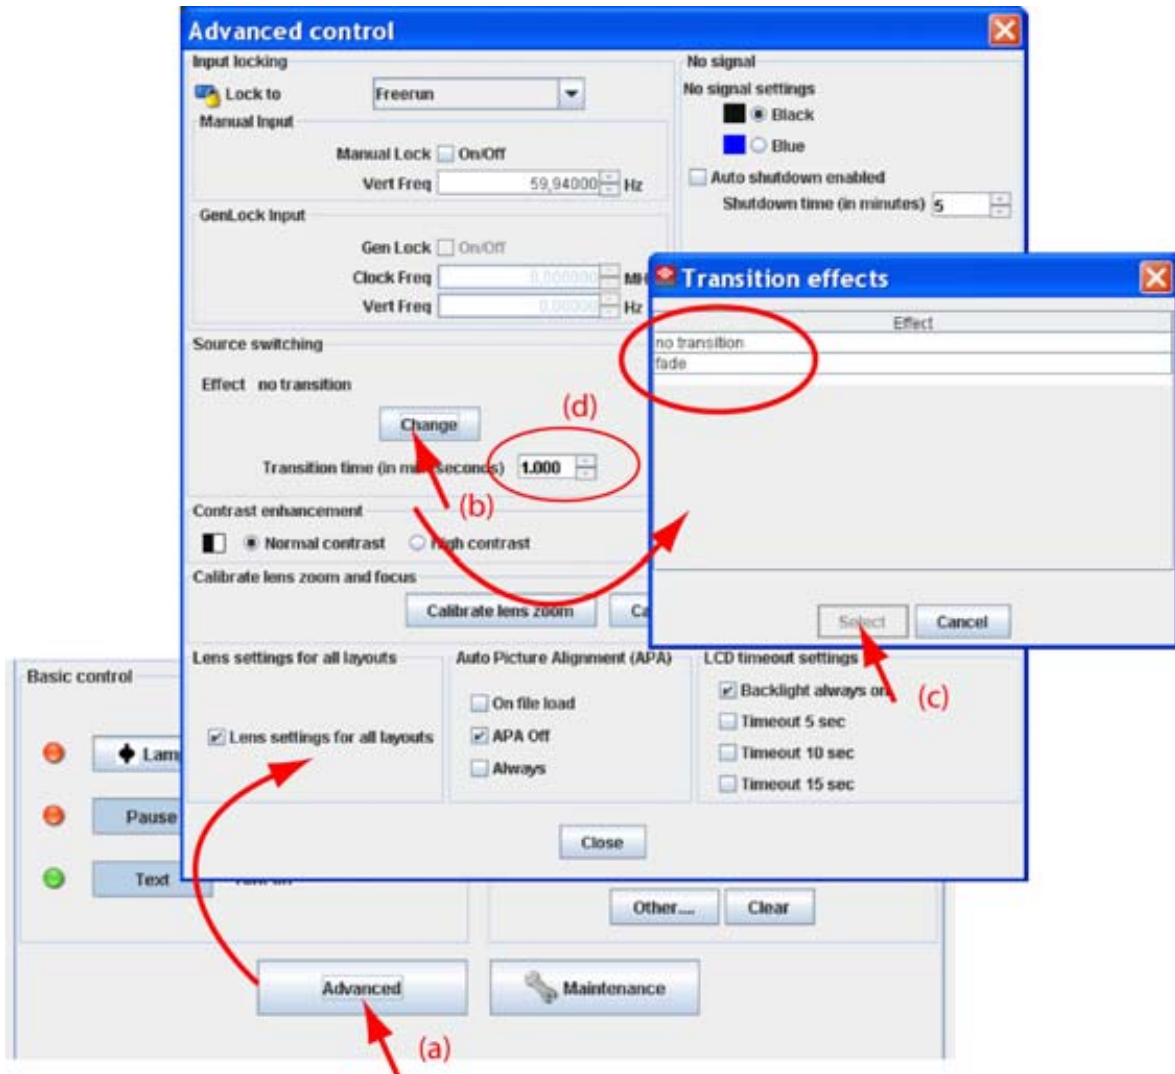 Advanced control
Input locking
Lock to Freerun
Manual Input
Manual Lock On/Off
Vert Freq 59,94000 Hz
GenLock Input
Gen Lock On/Off
Clock Freq 0,000000
Vert Freq 0,00000 Hz
No signal
No signal settings
Black
Blue
Auto shutdown enabled
Shutdown time (in minutes) 5
Source switching
Effect no transition
Change
(d)
Transition time (in seconds) 1.000
(b)
Transition effects
Effect
no transition
fade
Select Cancel
(c)
Contrast enhancement
Normal contrast High contrast
Calibrate lens zoom and focus
Calibrate lens zoom
Lens settings for all layouts
Lens settings for all layouts
Auto Picture Alignment (APA)
On file load
APA Off
Always
LCD timeout settings
Backlight always on
Timeout 5 sec
Timeout 10 sec
Timeout 15 sec
Close
Basic control
Pause
Text
Other.... Clear
Advanced Maintenance
(a)